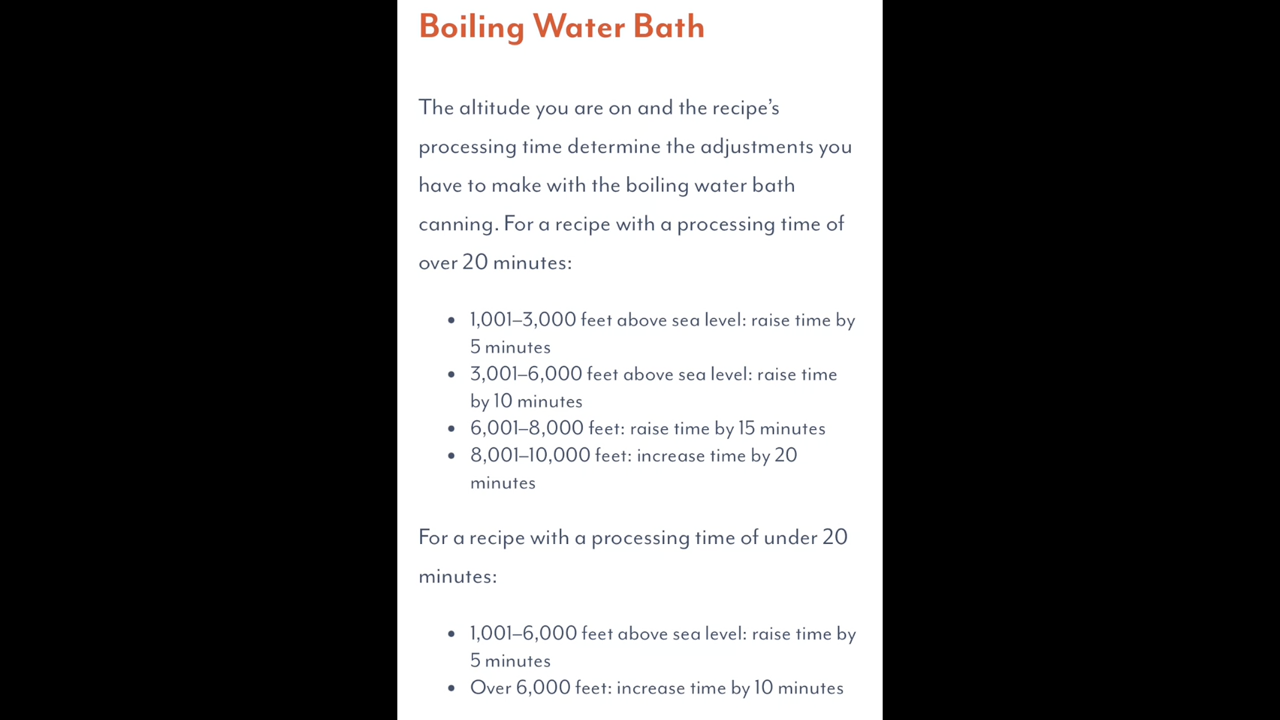 Boiling Water Bath
The altitude you are on and the recipe’s
processing time determine the adjustments you
have to make with the boiling water bath
canning. For a recipe with a processing time of
over 20 minutes:
• 1,001–3,000 feet above sea level: raise time by
5 minutes
• 3,001–6,000 feet above sea level: raise time
by 10 minutes
• 6,001–8,000 feet: raise time by 15 minutes
• 8,001–10,000 feet: increase time by 20
minutes
For a recipe with a processing time of under 20
minutes:
• 1,001–6,000 feet above sea level: raise time by
5 minutes
• Over 6,000 feet: increase time by 10 minutes